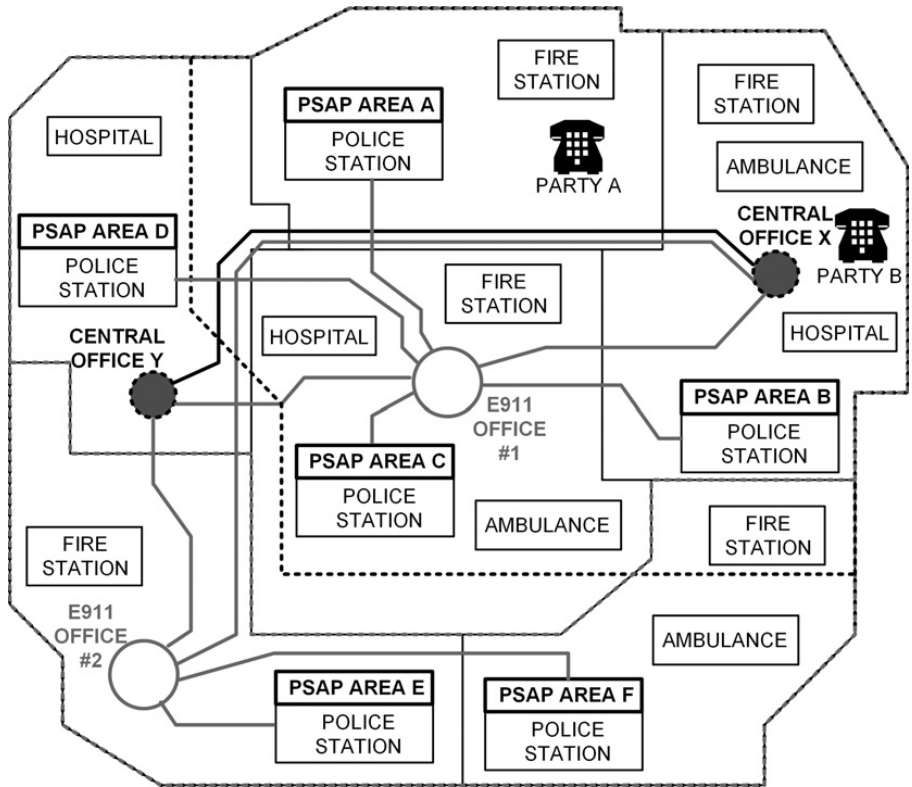 FIRE
STATION
FIRE
STATION
PSAP AREA A
POLICE
STATION
HOSPITAL
PARTY A
AMBULANCE
CENTRAL
OFFICE X
PARTY B
PSAP AREA D
POLICE
STATION
FIRE
STATION
HOSPITAL
HOSPITAL
CENTRAL
OFFICE Y
E911
OFFICE
#1
PSAP AREA B
POLICE
STATION
PSAP AREA C
POLICE
STATION
AMBULANCE
FIRE
STATION
FIRE
STATION
E911
OFFICE
#2
AMBULANCE
PSAP AREA E
POLICE
STATION
PSAP AREA F
POLICE
STATION